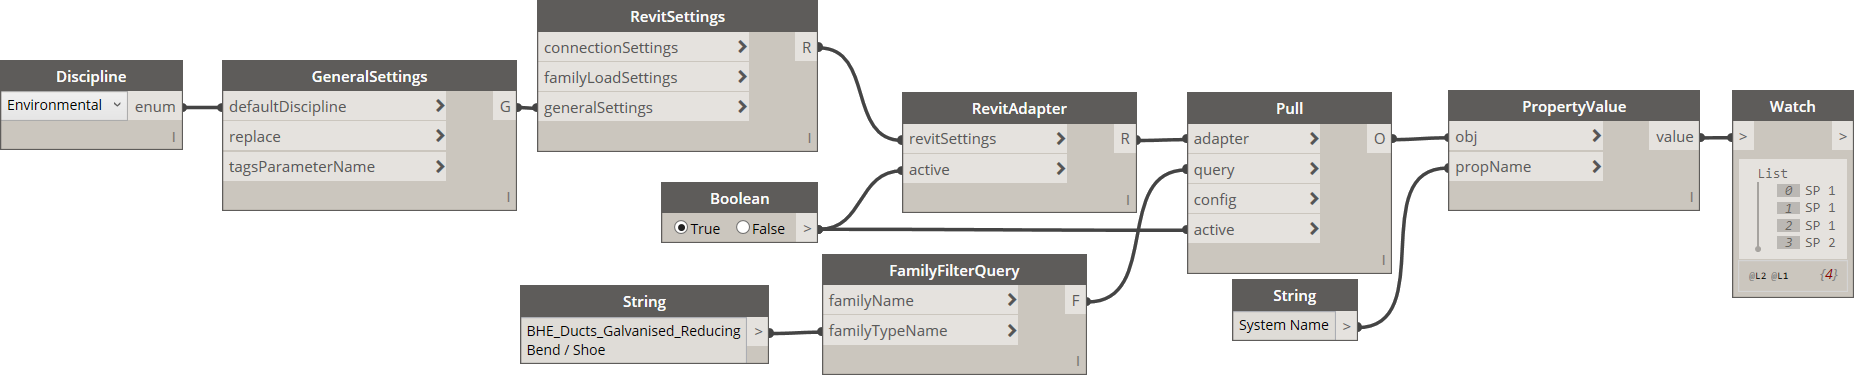 Discipline
Environmental
enum
GeneralSettings
defaultDiscipline
G
replace
tagsParameterName
RevitSettings
connectionSettings
R
familyLoadSettings
generalSettings
Boolean
True False >
String
BHE_Ducts_Galvanised_Reducing
Bend / Shoe
>
FamilyFilterQuery
familyName
F
familyTypeName
RevitAdapter
revitSettings
R
active
Pull
adapter
O
query
config
active
String
System Name >
PropertyValue
obj
value
propName
Watch
> >
List
0 SP 1
1 SP 1
2 SP 1
3 SP 2
@L2 @L1 {4}